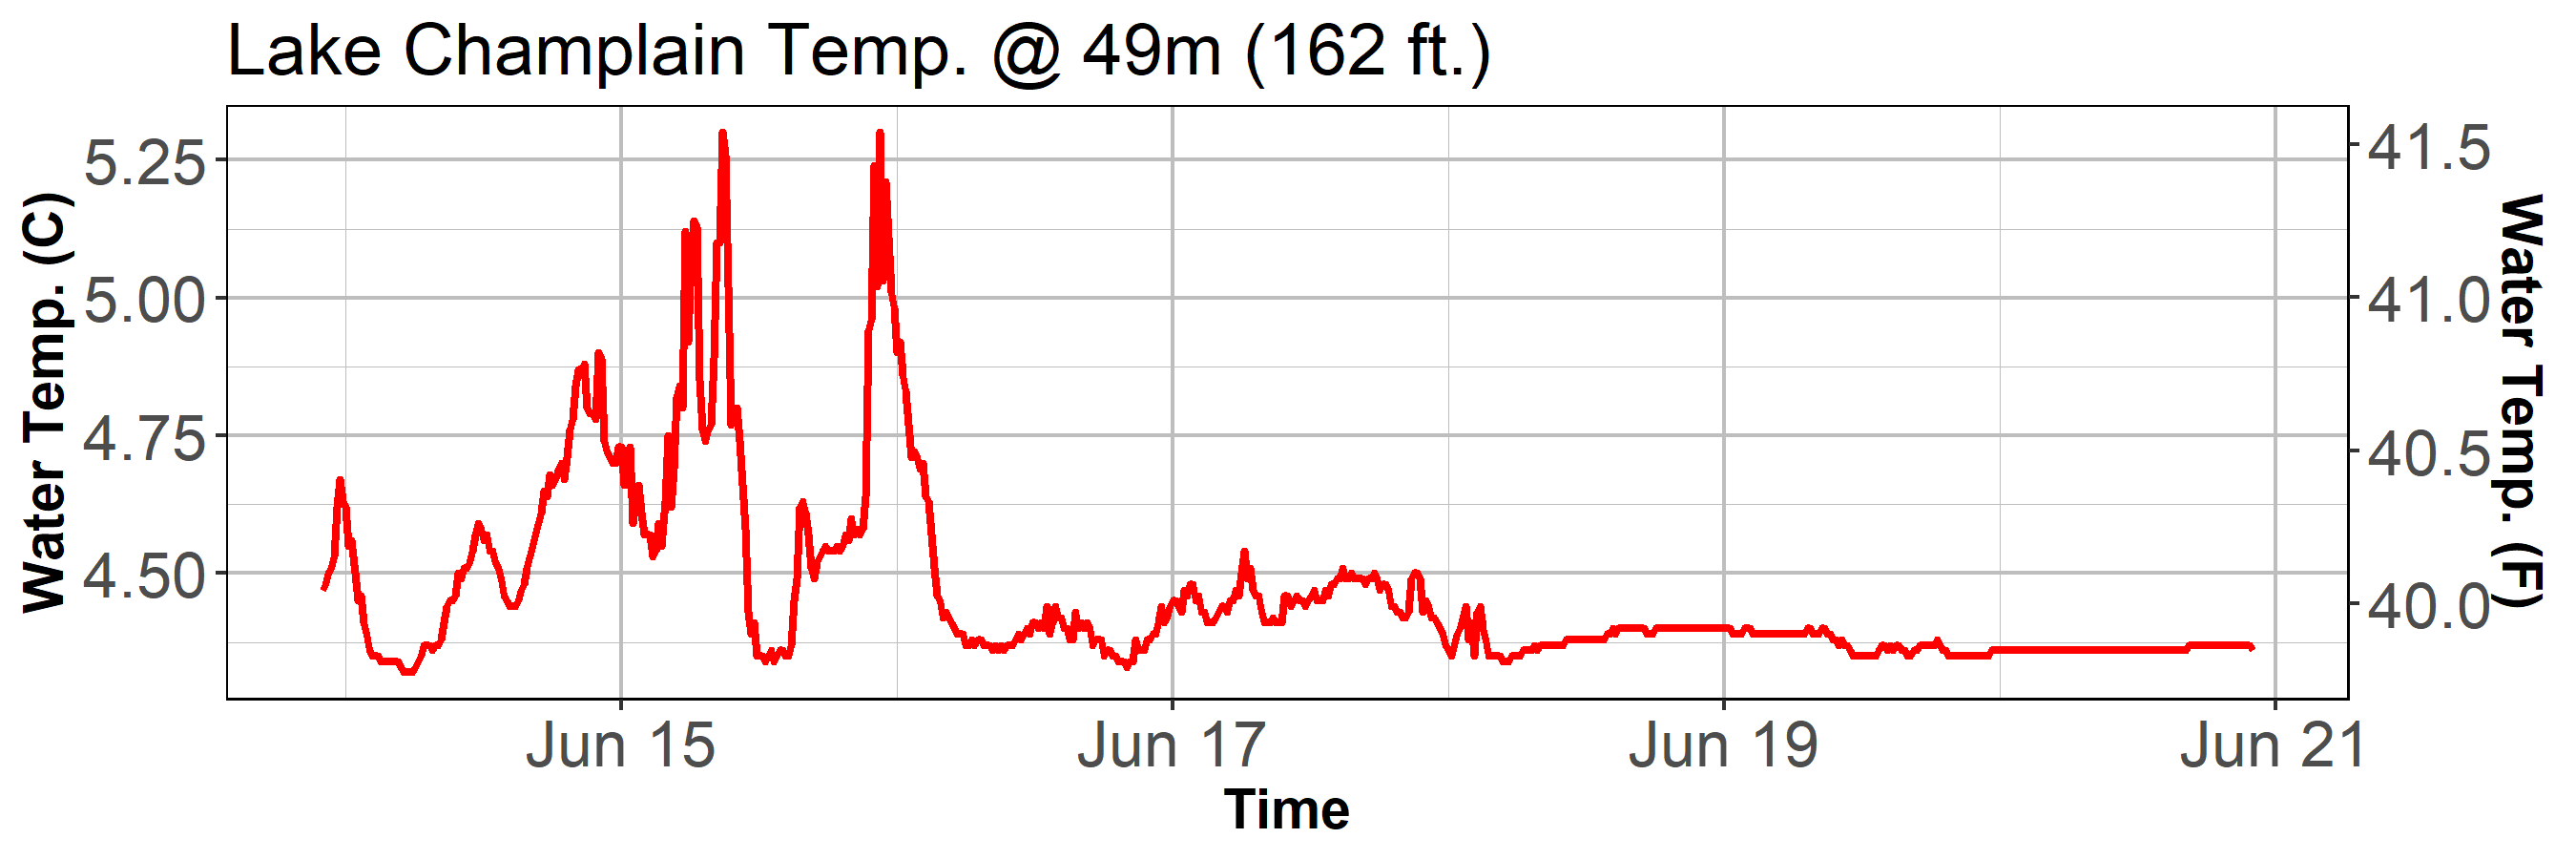 Lake Champlain Temp. @ 49m (162 ft.)
Water Temp. (C)
5.25
5.00
4.75
4.50
41.5
41.0
40.5
40.0
Water Temp. (F)
Jun 15 Jun 17 Jun 19 Jun 21
Time